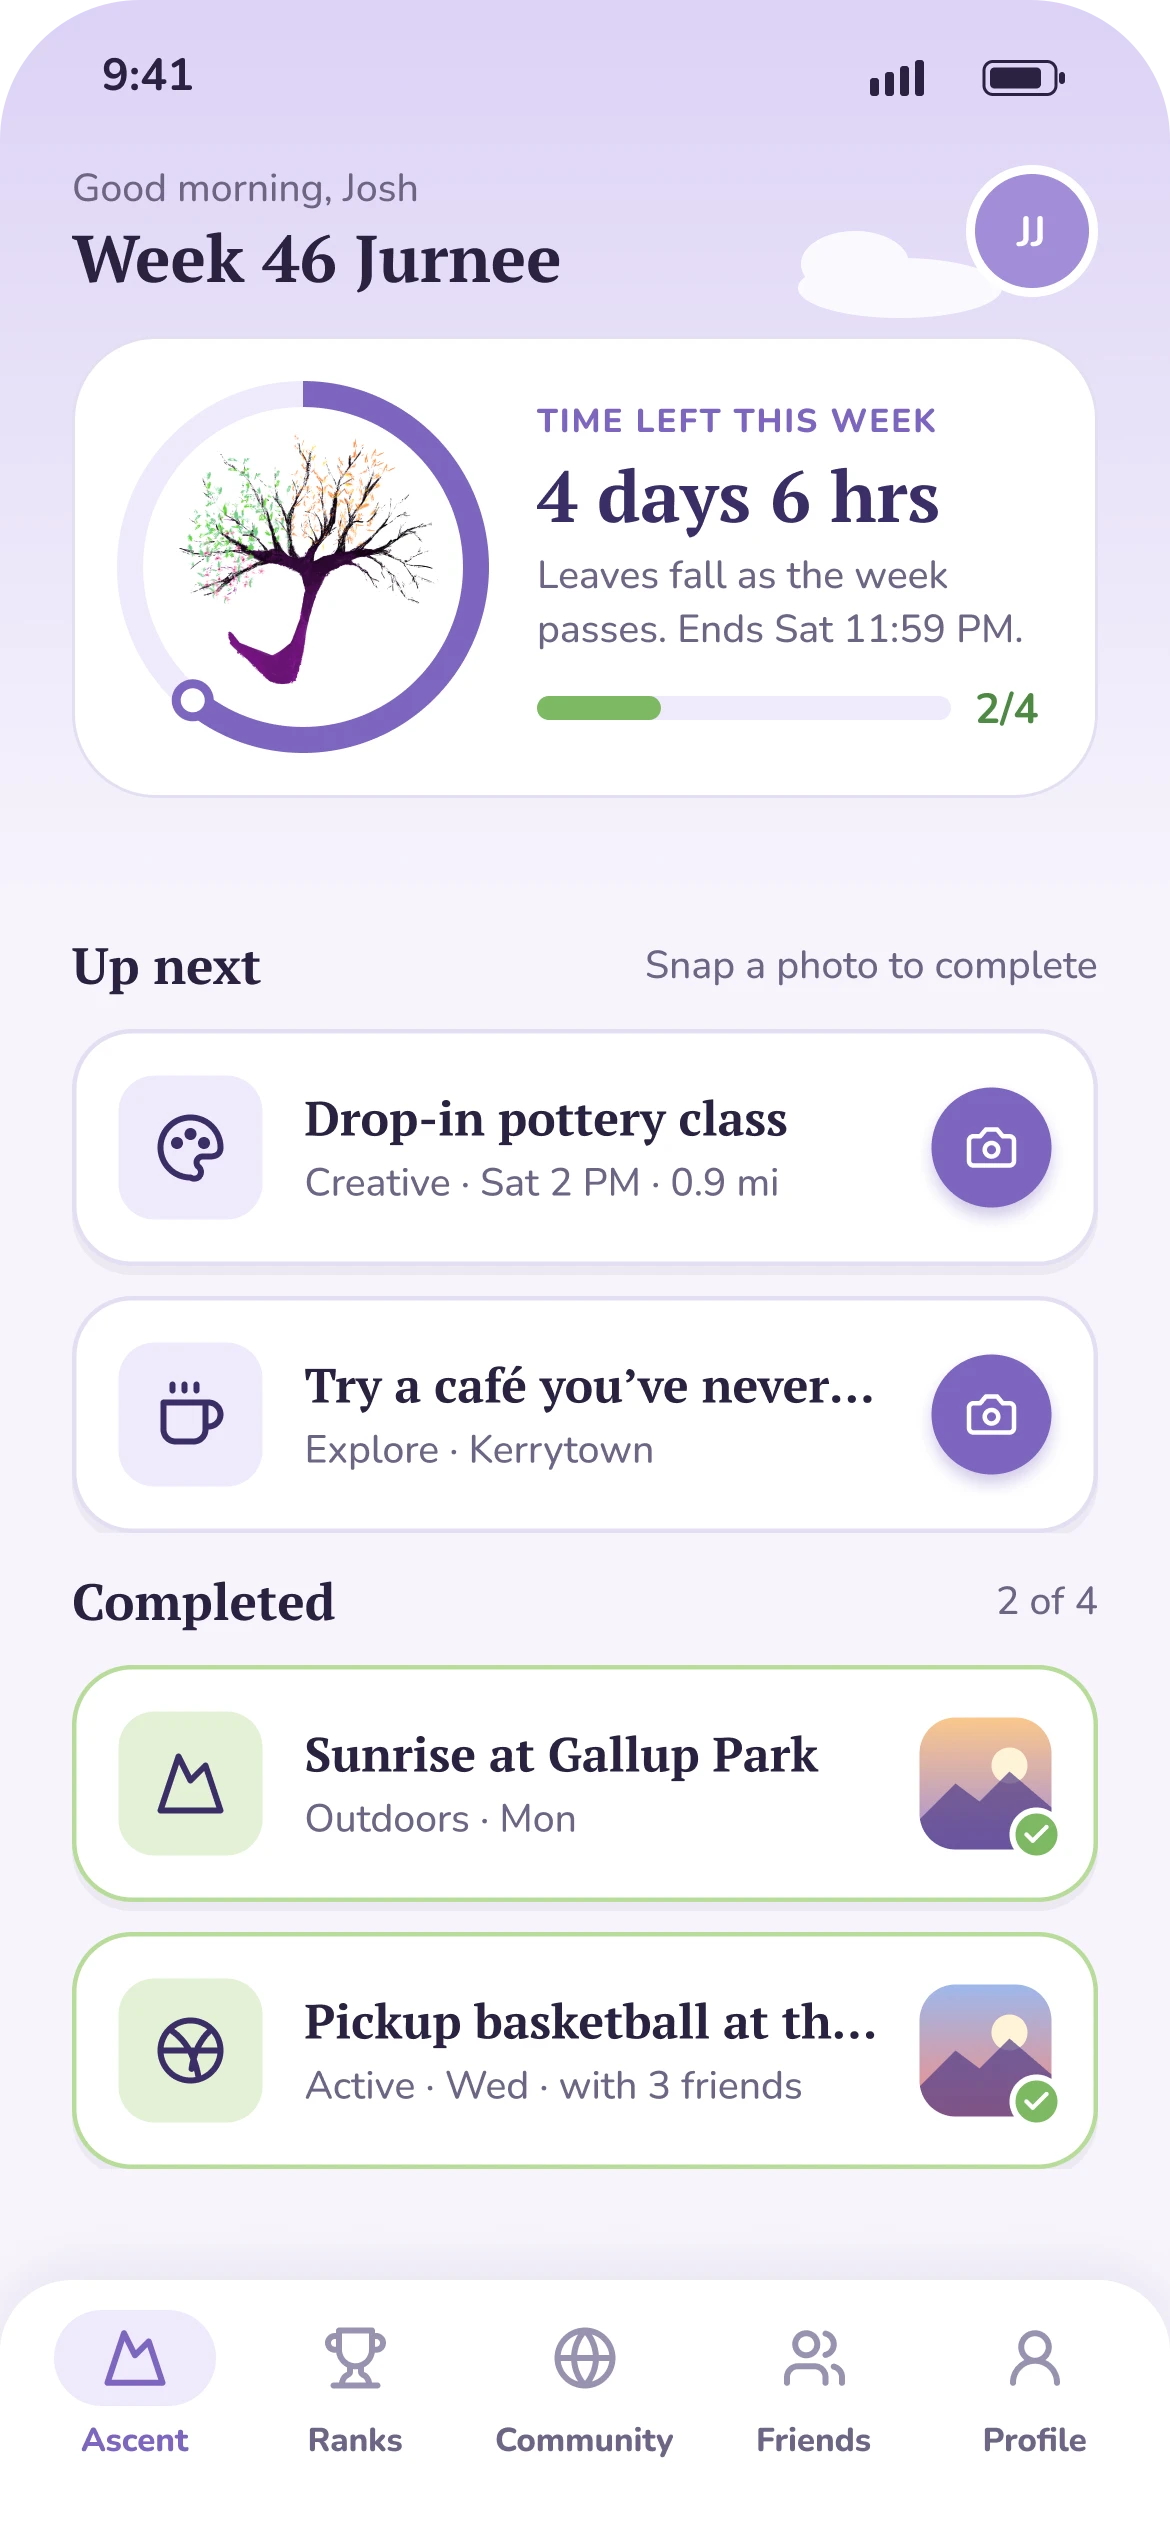 9:41
Good morning, Josh
Week 46 Jurnee
JJ
TIME LEFT THIS WEEK
4 days 6 hrs
Leaves fall as the week
passes. Ends Sat 11:59 PM.
2/4
Up next
Snap a photo to complete
Drop-in pottery class
Creative · Sat 2 PM · 0.9 mi
Try a café you’ve never...
Explore · Kerrytown
Completed
2 of 4
Sunrise at Gallup Park
Outdoors · Mon
Pickup basketball at th...
Active · Wed · with 3 friends
Ascent
Ranks
Community
Friends
Profile